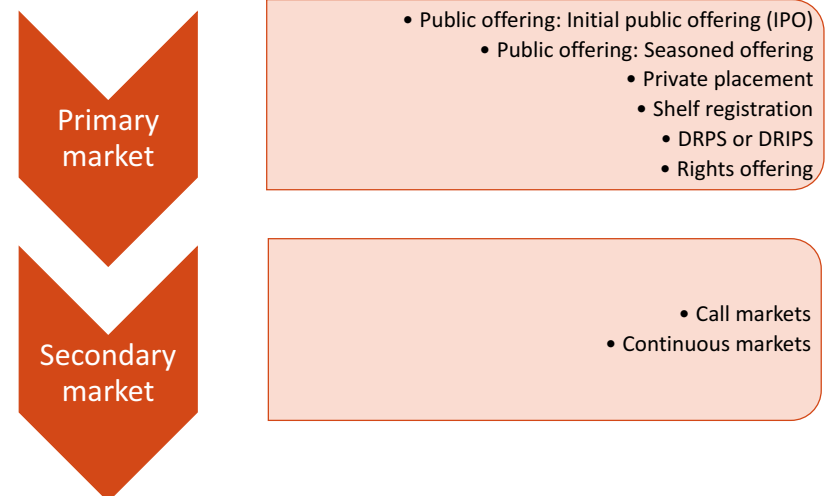 Primary
market
• Public offering: Initial public offering (IPO)
• Public offering: Seasoned offering
• Private placement
• Shelf registration
• DRPS or DRIPS
• Rights offering
Secondary
market
• Call markets
• Continuous markets